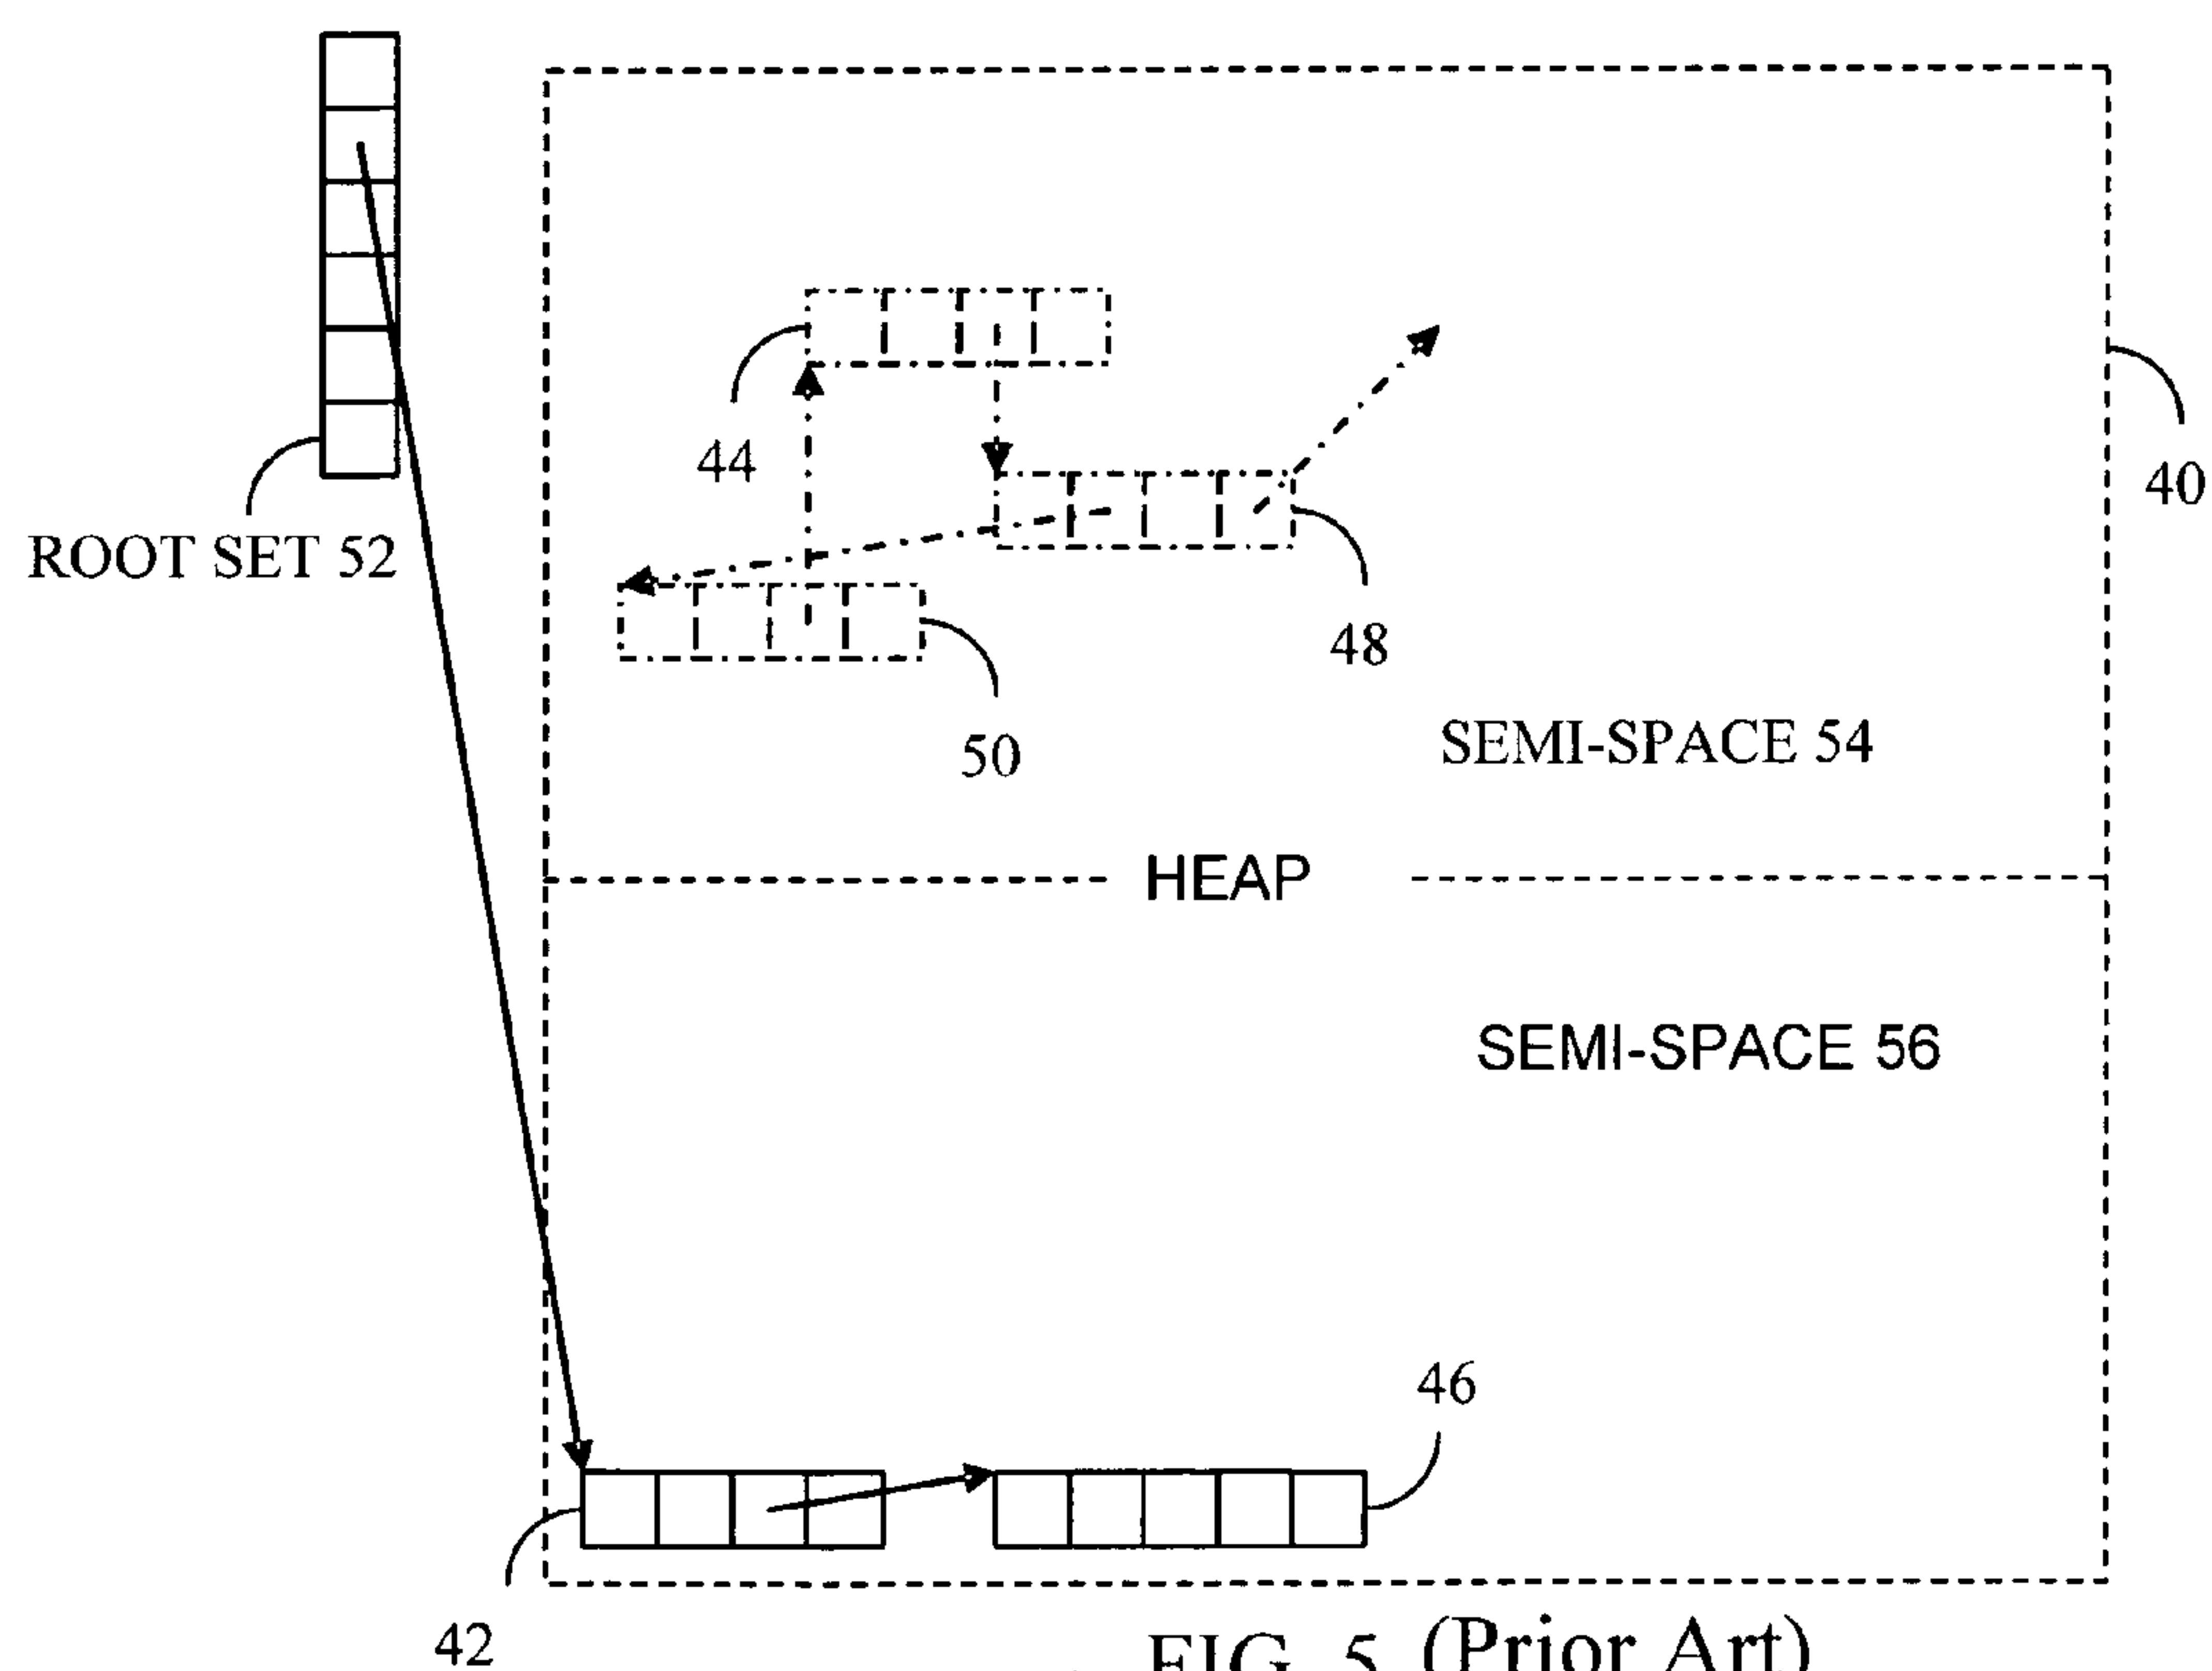 44
40
ROOT SET 52
48
50
SEMI-SPACE 54
HEAP
SEMI-SPACE 56
46
42
FIG. 5 (Prior Art)